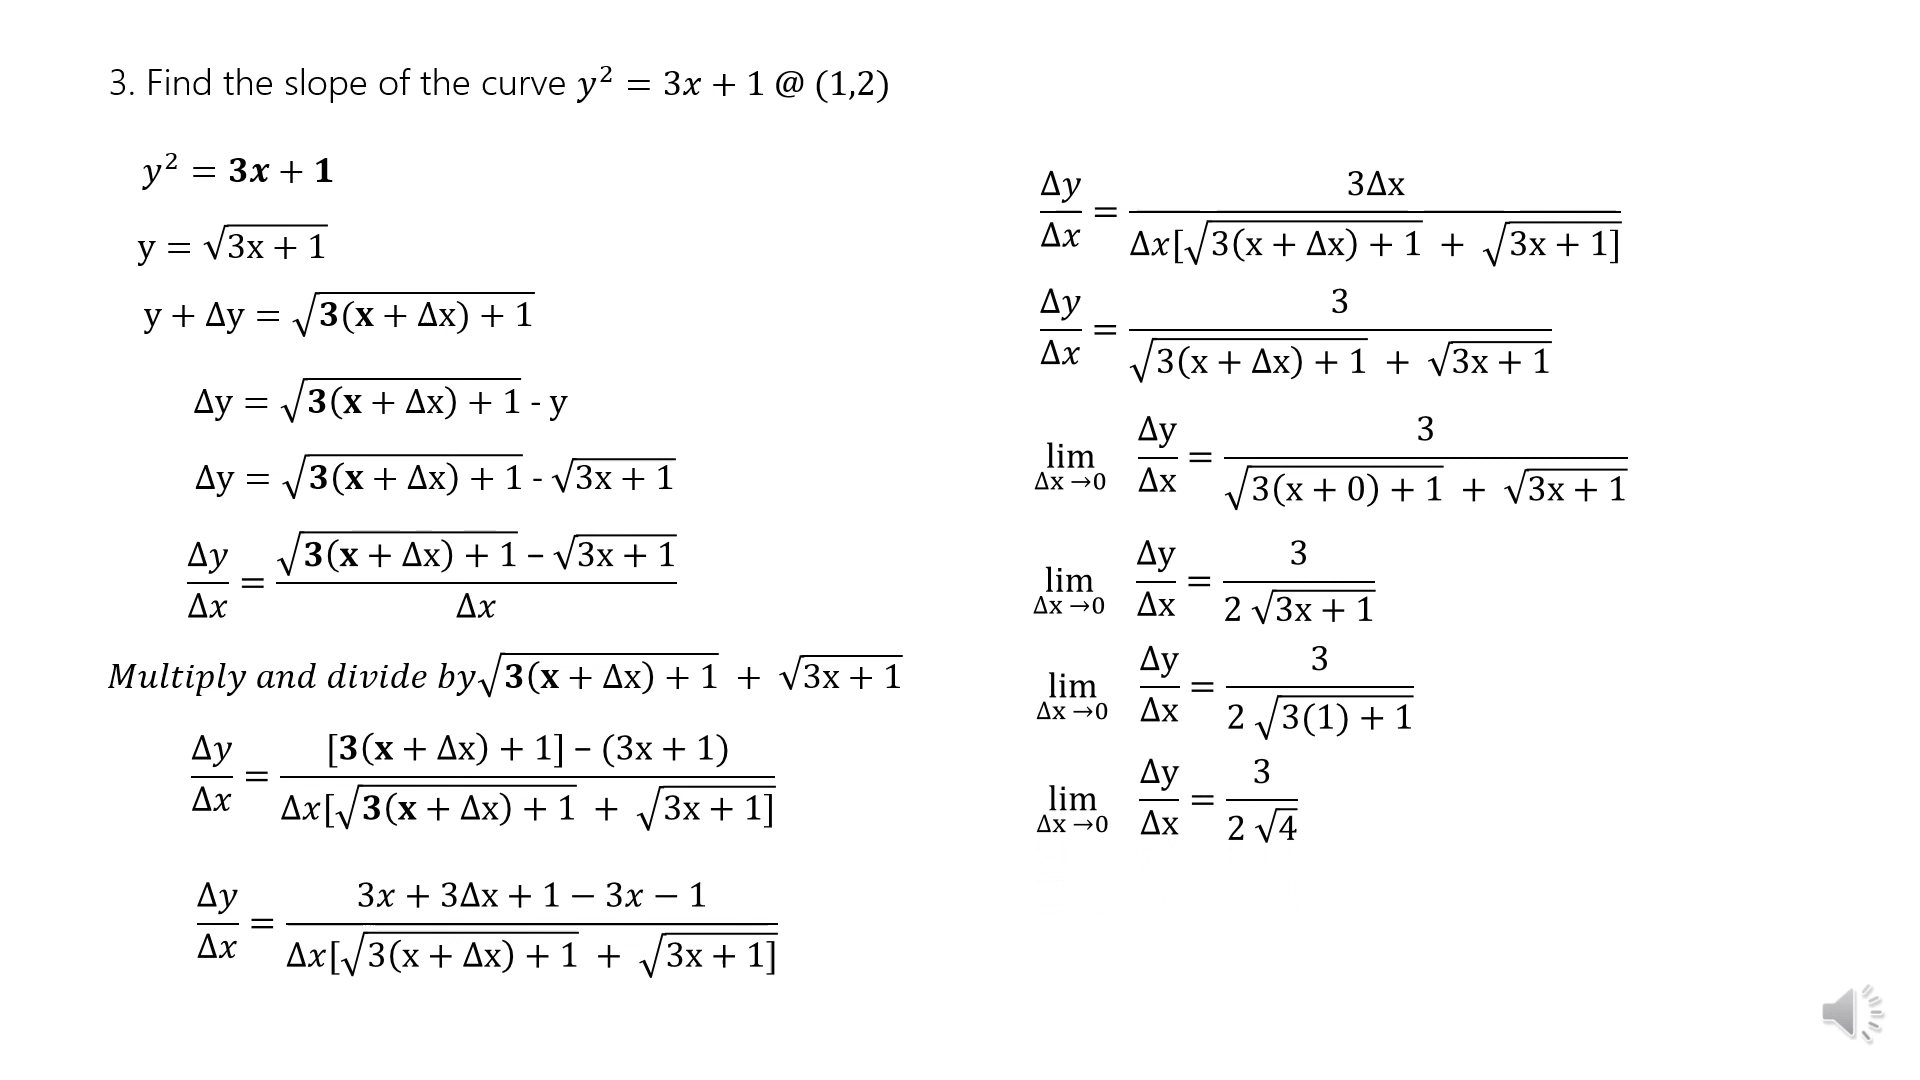 3. Find the slope of the curve y² = 3x + 1 @ (1,2)
y² = 3x + 1
y = √(3x + 1)
y + Δy = √(3(x + Δx) + 1)
Δy = √(3(x + Δx) + 1) - y
Δy = √(3(x + Δx) + 1) - √(3x + 1)
Δy/Δx = (√(3(x + Δx) + 1) – √(3x + 1))/Δx
Multiply and divide by √(3(x + Δx) + 1) + √(3x + 1)
Δy/Δx = ([3(x + Δx) + 1] – (3x + 1))/(Δx[√(3(x + Δx) + 1) + √(3x + 1)])
Δy/Δx = (3x + 3Δx + 1 − 3x − 1)/(Δx[√(3(x + Δx) + 1) + √(3x + 1)])
Δy/Δx = 3Δx/(Δx[√(3(x + Δx) + 1) + √(3x + 1)])
Δy/Δx = 3/(√(3(x + Δx) + 1) + √(3x + 1))
lim Δx→0 Δy/Δx = 3/(√(3(x + 0) + 1) + √(3x + 1))
lim Δx→0 Δy/Δx = 3/(2 √(3x + 1))
lim Δx→0 Δy/Δx = 3/(2 √(3(1) + 1))
lim Δx→0 Δy/Δx = 3/(2 √4)